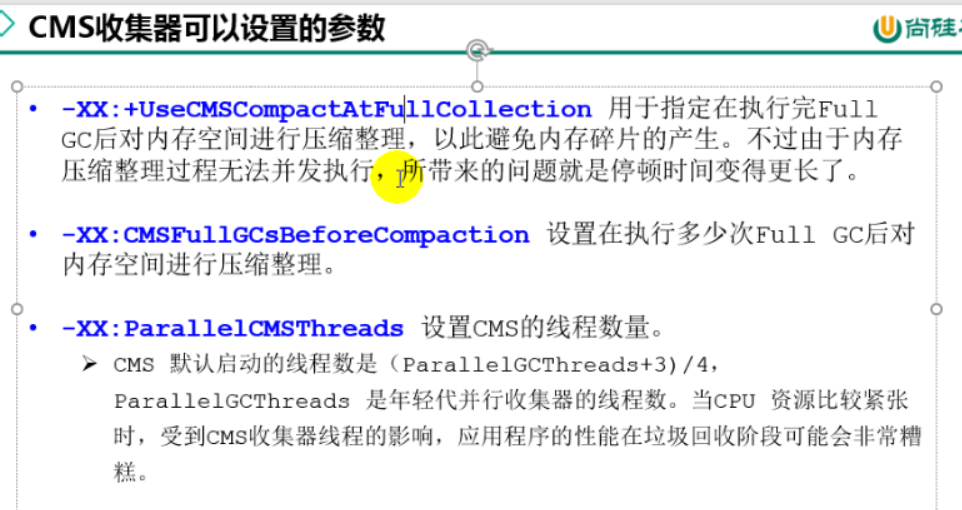 CMS收集器可以设置的参数
尚硅
• -XX:+UseCMSCompactAtFullCollection 用于指定在执行完Full
GC后对内存空间进行压缩整理，以此避免内存碎片的产生。不过由于内存
压缩整理过程无法并发执行，所带来的问题就是停顿时间变得更长了。
• -XX:CMSFullGCsBeforeCompaction 设置在执行多少次Full GC后对
内存空间进行压缩整理。
• -XX:ParallelCMSThreads 设置CMS的线程数量。
➢ CMS 默认启动的线程数是（ParallelGCThreads+3)/4，
ParallelGCThreads 是年轻代并行收集器的线程数。当CPU 资源比较紧张
时，受到CMS收集器线程的影响，应用程序的性能在垃圾回收阶段可能会非常糟
糕。